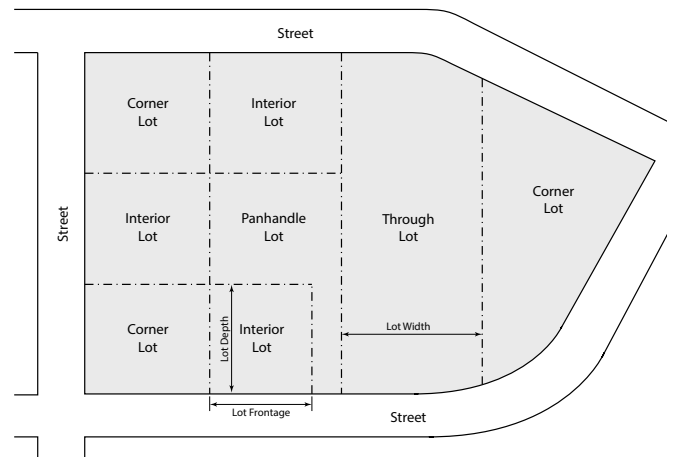 Street
Corner
Lot
Interior
Lot
Street
Interior
Lot
Panhandle
Lot
Through
Lot
Corner
Lot
Corner
Lot
Lot Depth
Interior
Lot
Lot Width
Lot Frontage
Street